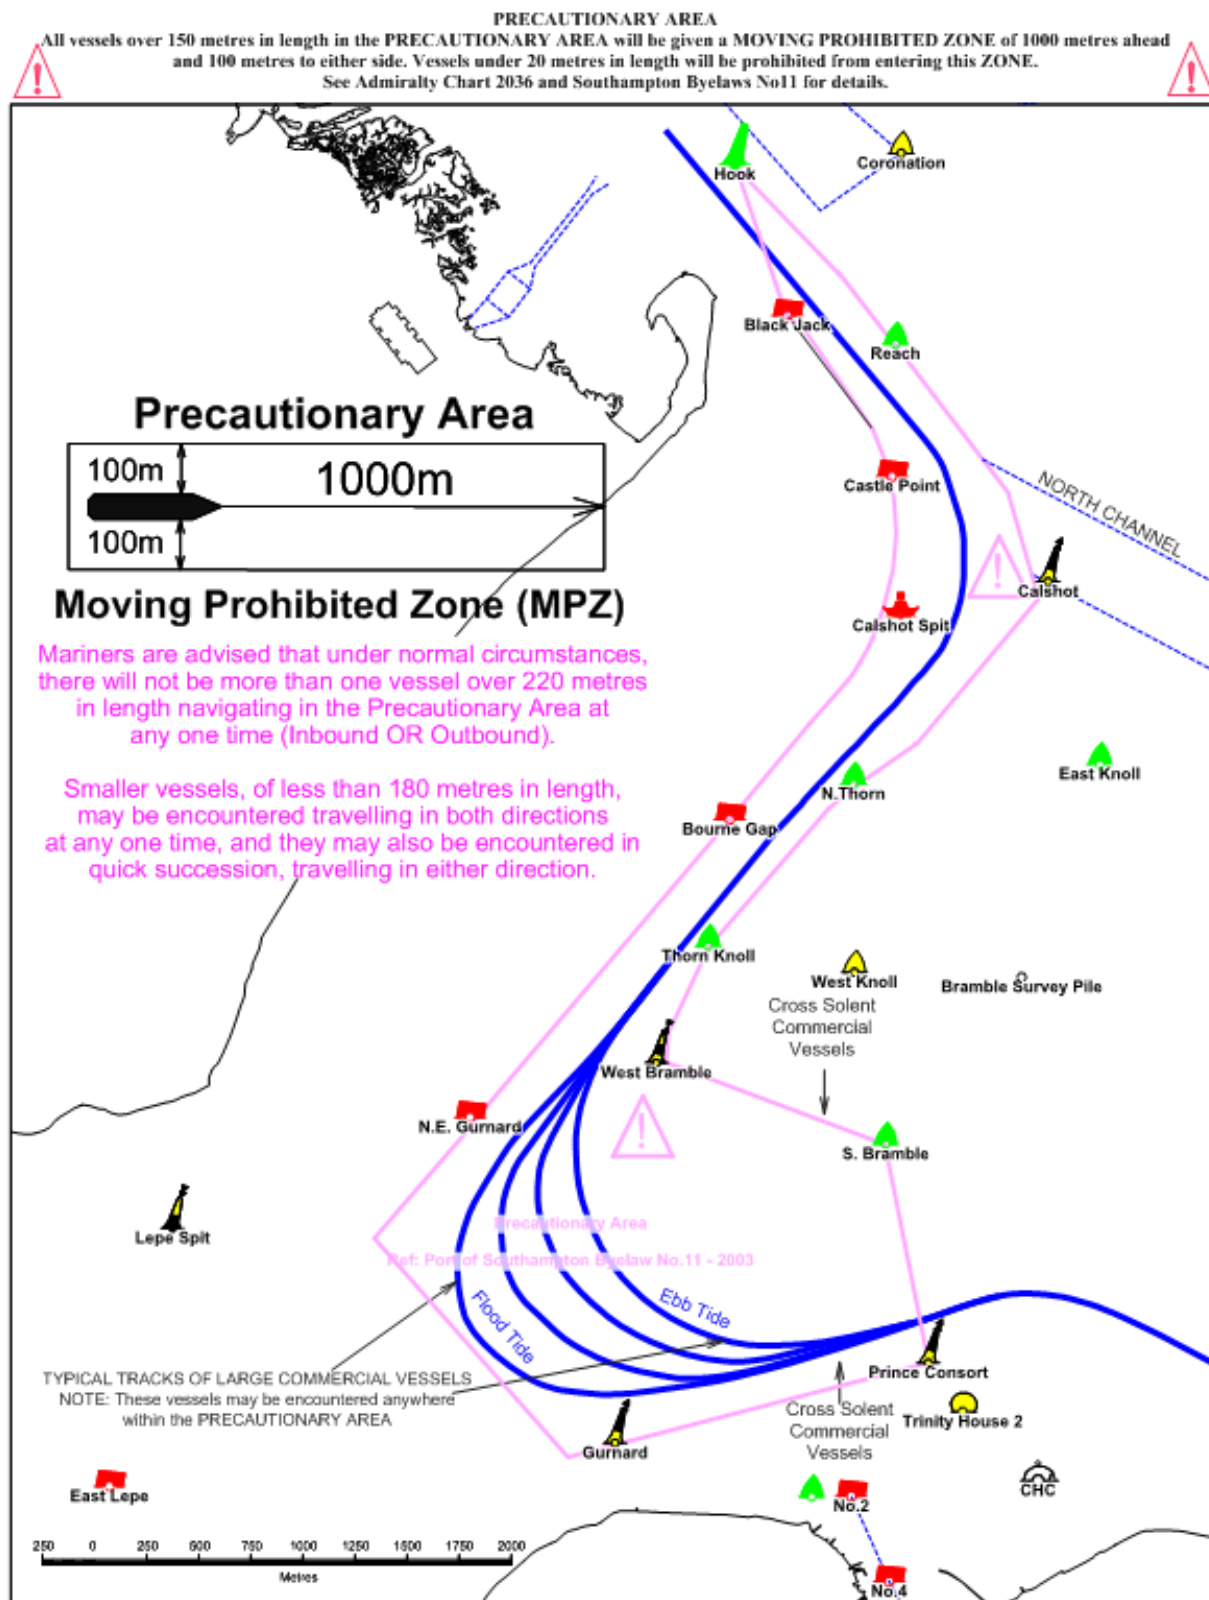 PRECAUTIONARY AREA
All vessels over 150 metres in length in the PRECAUTIONARY AREA will be given a MOVING PROHIBITED ZONE of 1000 metres ahead
and 100 metres to either side. Vessels under 20 metres in length will be prohibited from entering this ZONE.
See Admiralty Chart 2036 and Southampton Byelaws No11 for details.
!
!
Hook
Coronation
Black Jack
Reach
Precautionary Area
100m
1000m
100m
Castle Point
NORTH CHANNEL
!
Calshot
Moving Prohibited Zone (MPZ)
Calshot Spit
Mariners are advised that under normal circumstances,
there will not be more than one vessel over 220 metres
in length navigating in the Precautionary Area at
any one time (Inbound OR Outbound).
Smaller vessels, of less than 180 metres in length,
may be encountered travelling in both directions
at any one time, and they may also be encountered in
quick succession, travelling in either direction.
East Knoll
N.Thorn
Bourne Gap
Thorn Knoll
West Knoll
Bramble Survey Pile
Cross Solent
Commercial
Vessels
West Bramble
N.E. Gurnard
!
S. Bramble
Lepe Spit
Precautionary Area
Ref: Port of Southampton Byelaw No.11 - 2003
Flood Tide
Ebb Tide
TYPICAL TRACKS OF LARGE COMMERCIAL VESSELS
NOTE: These vessels may be encountered anywhere
within the PRECAUTIONARY AREA
Prince Consort
Cross Solent
Commercial
Vessels
Trinity House 2
Gurnard
East Lepe
No.2
CHC
250 0 250 500 750 1000 1250 1500 1750 2000
Metres
No.4